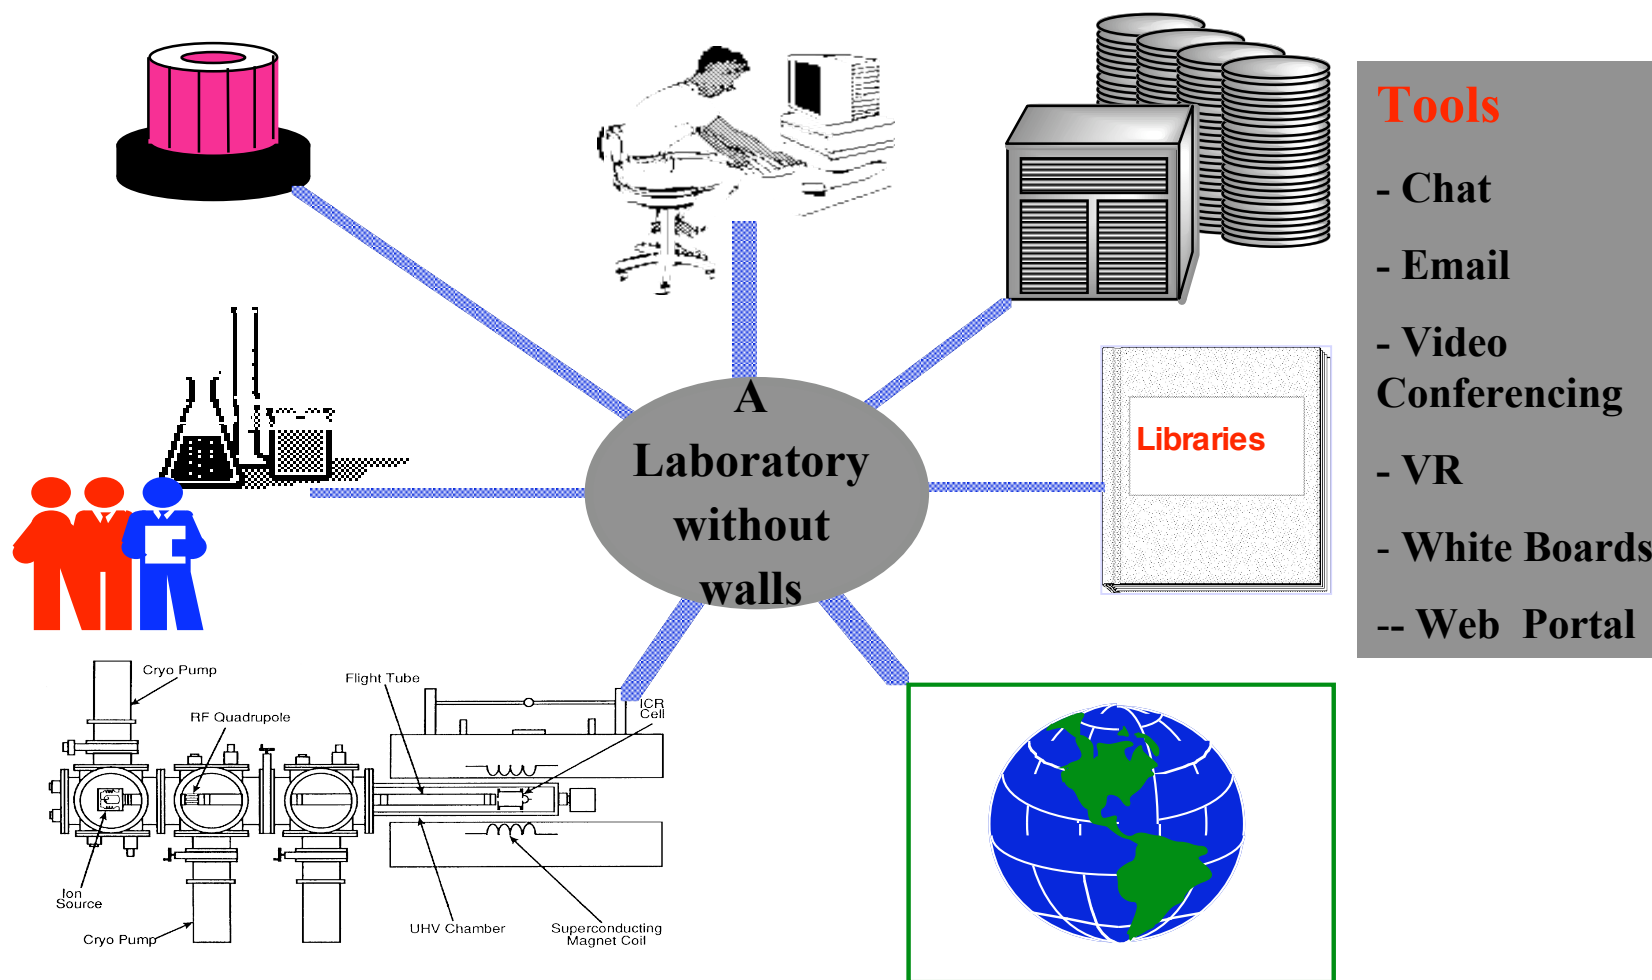 Tools
- Chat
- Email
- Video
Conferencing
- VR
- White Boards
-- Web Portal
A
Laboratory
without
walls
Libraries
Cryo Pump
RF Quadrupole
Flight Tube
ICR
Cell
Ion
Source
Cryo Pump
UHV Chamber
Superconducting
Magnet Coil